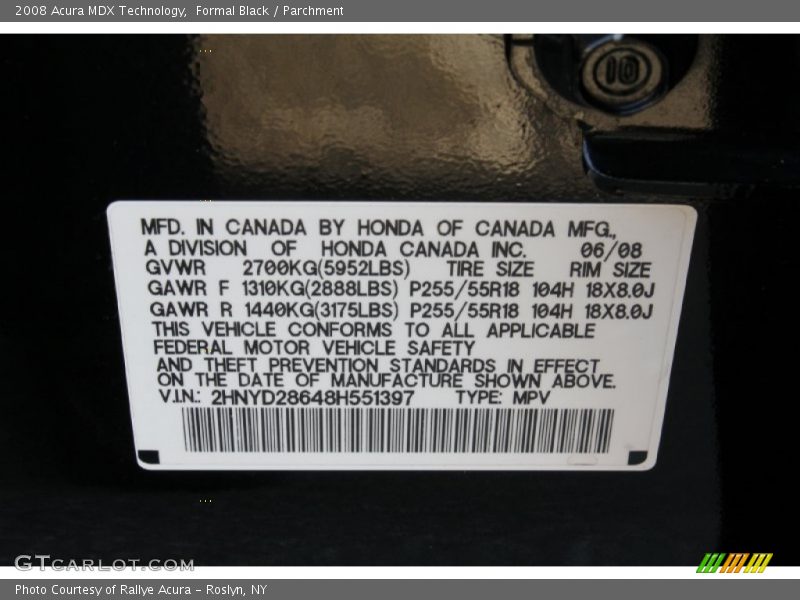 2008 Acura MDX Technology, Formal Black / Parchment
10
MFD. IN CANADA BY HONDA OF CANADA MFG.,
A DIVISION OF HONDA CANADA INC. 06/08
GVWR 2700KG(5952LBS) TIRE SIZE RIM SIZE
GAWR F 1310KG(2888LBS) P255/55R18 104H 18X8.0J
GAWR R 1440KG(3175LBS) P255/55R18 104H 18X8.0J
THIS VEHICLE CONFORMS TO ALL APPLICABLE
FEDERAL MOTOR VEHICLE SAFETY
AND THEFT PREVENTION STANDARDS IN EFFECT
ON THE DATE OF MANUFACTURE SHOWN ABOVE.
V.I.N.: 2HNYD28648H551397 TYPE: MPV
GTCARLOT.COM
Photo Courtesy of Rallye Acura - Roslyn, NY